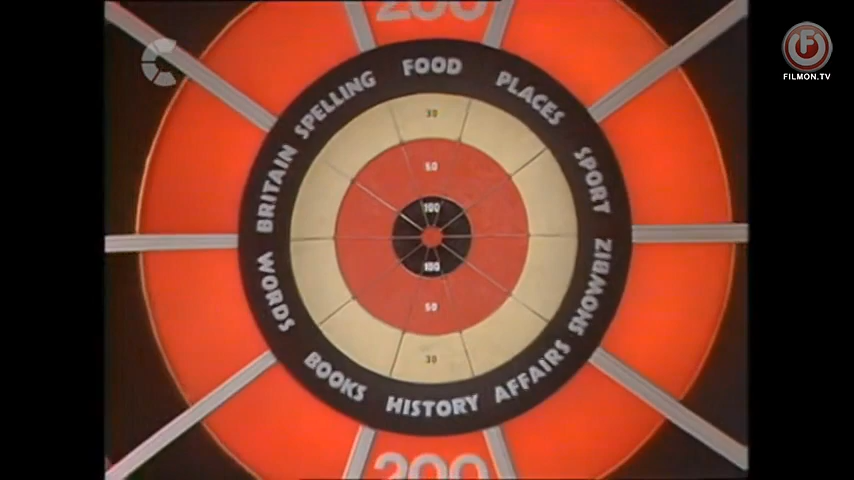 200
FILMON.TV
FOOD
PLACES
SPORT
SHOWBIZ
AFFAIRS
HISTORY
BOOKS
WORDS
BRITAIN
SPELLING
30
50
100
100
50
30
200